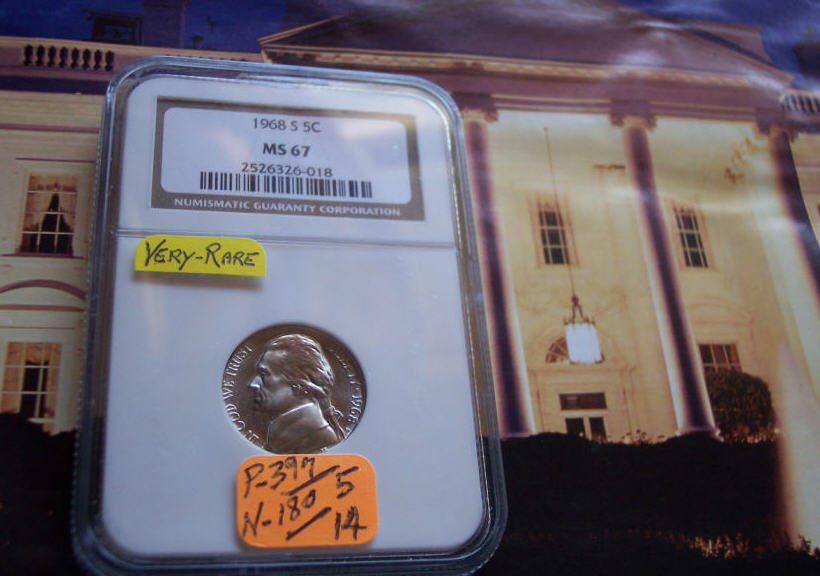 1968 S 5C
MS 67
2526326-018
NUMISMATIC GUARANTY CORPORATION
VERY-RARE
IN GOD WE TRUST
1968
P-397/5
N-180/14